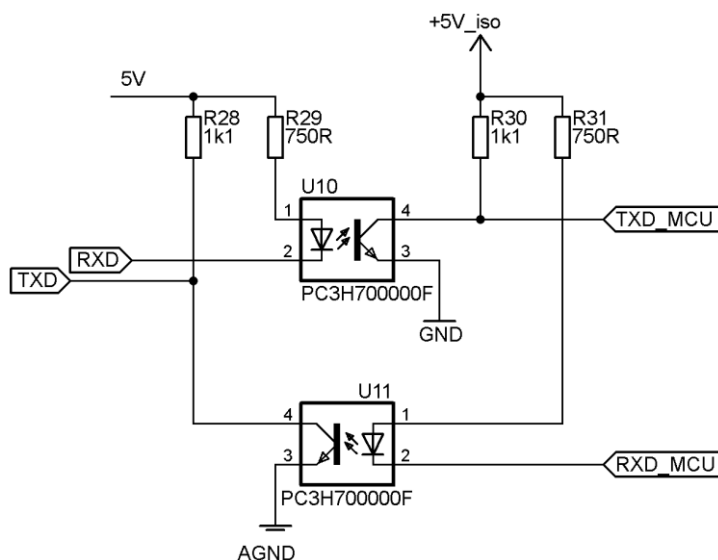 +5V_iso
5V
R28
1k1
R29
750R
R30
1k1
R31
750R
U10
1
4
TXD_MCU
RXD
2
3
TXD
PC3H700000F
GND
U11
4
1
3
2
RXD_MCU
PC3H700000F
AGND